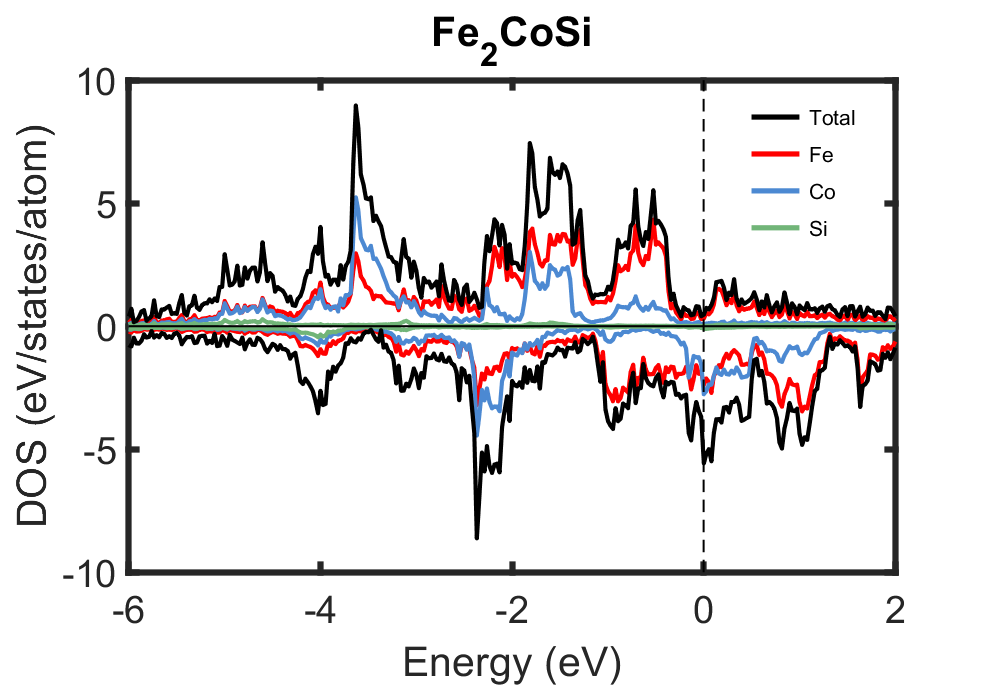 Fe₂CoSi
DOS (eV/states/atom)
10
5
0
-5
-10
Total
Fe
Co
Si
-6 -4 -2 0 2
Energy (eV)